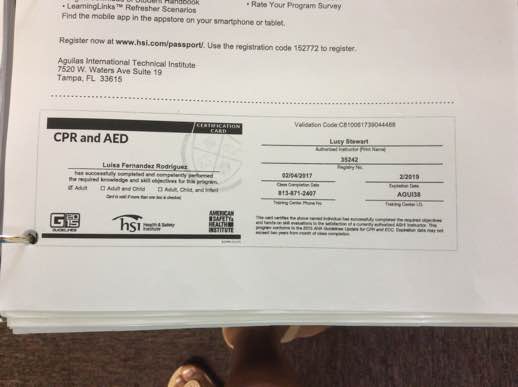 • LearningLinks™ Refresher Scenarios
• Rate Your Program Survey
Find the mobile app in the appstore on your smartphone or tablet.
Register now at www.hsi.com/passport/. Use the registration code 152772 to register.
Aguilas International Technical Institute
7520 W. Waters Ave Suite 19
Tampa, FL 33615
CERTIFICATION
CARD
CPR and AED
Luisa Fernandez Rodriguez
has successfully completed and competently performed
the required knowledge and skill objectives for this program.
Adult
Adult and Child
Adult, Child, and Infant
Card is void if more than one box is checked.
G 2015
GUIDELINES
hsi Health & Safety
Institute
AMERICAN
SAFETY &
HEALTH
INSTITUTE
Validation Code:C81006173904446B
Lucy Stewart
Authorized Instructor (Print Name)
35242
Registry No.
02/04/2017
2/2019
Class Completion Date
Expiration Date
813-871-2407
AGUI38
Training Center Phone No.
Training Center I.D.
This card certifies the above named individual has successfully completed the required objectives
and hands-on skill evaluations to the satisfaction of a currently authorized ASHI Instructor. This
program conforms to the 2015 AHA Guidelines Update for CPR and ECC. Expiration date may not
exceed two years from month of class completion.